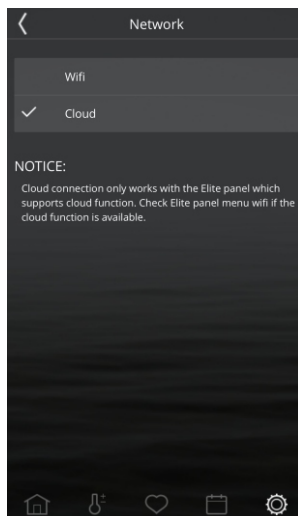 Network
Wifi
Cloud
NOTICE:
Cloud connection only works with the Elite panel which
supports cloud function. Check Elite panel menu wifi if the
cloud function is available.